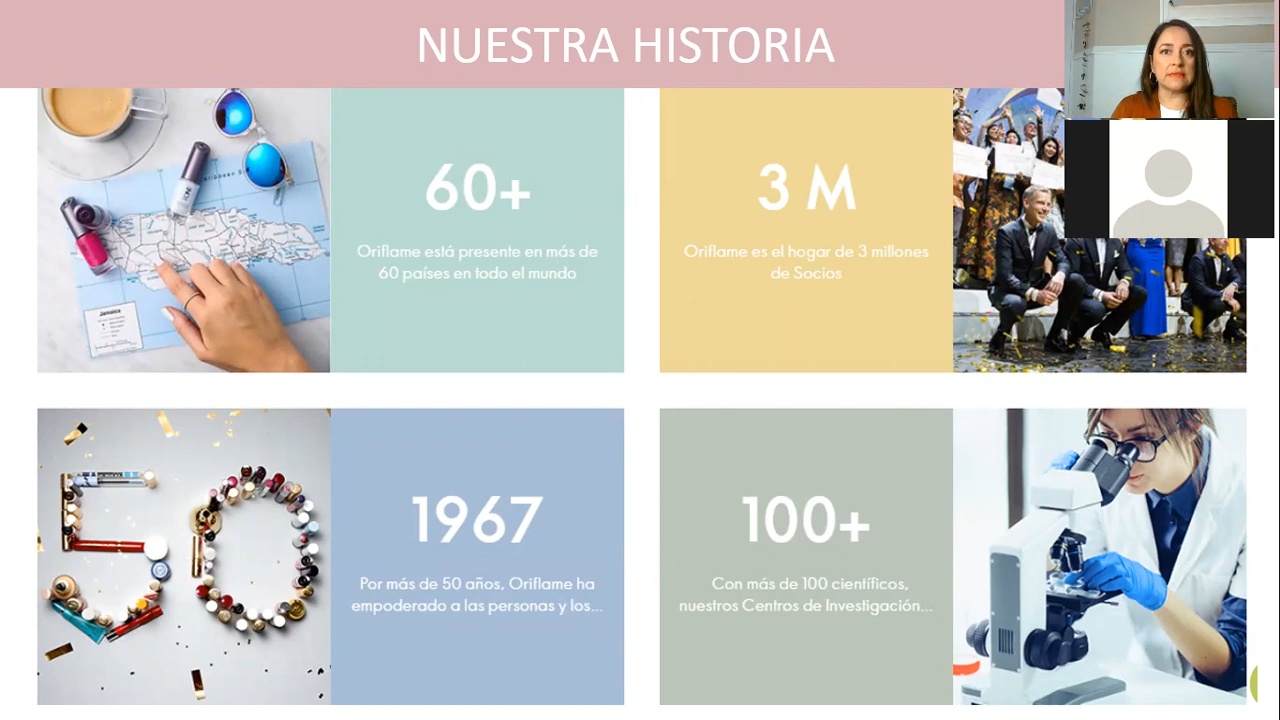 NUESTRA HISTORIA
60+
Oriflame está presente en más de
60 países en todo el mundo
3 M
Oriflame es el hogar de 3 millones
de Socios
Jamaica
1967
Por más de 50 años, Oriflame ha
empoderado a las personas y los...
100+
Con más de 100 científicos,
nuestros Centros de Investigación...